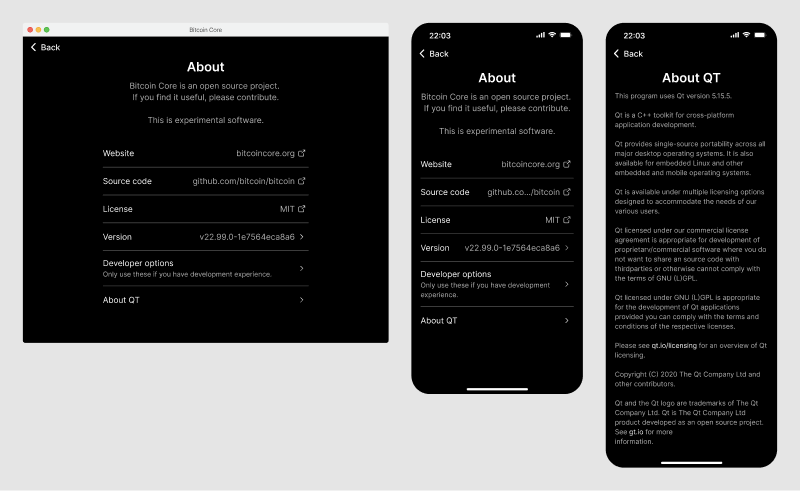 Bitcoin Core
Back
About
Bitcoin Core is an open source project.
If you find it useful, please contribute.
This is experimental software.
Website bitcoincore.org
Source code github.com/bitcoin/bitcoin
License MIT
Version v22.99.0-1e7564eca8a6
Developer options
Only use these if you have development experience.
About QT
22:03
Back
About
Bitcoin Core is an open source project.
If you find it useful, please contribute.
This is experimental software.
Website bitcoincore.org
Source code github.co.../bitcoin
License MIT
Version v22.99.0-1e7564eca8a6
Developer options
Only use these if you have development
experience.
About QT
22:03
Back
About QT
This program uses Qt version 5.15.5.
Qt is a C++ toolkit for cross-platform
application development.
Qt provides single-source portability across all
major desktop operating systems. It is also
available for embedded Linux and other
embedded and mobile operating systems.
Qt is available under multiple licensing options
designed to accommodate the needs of our
various users.
Qt licensed under our commercial license
agreement is appropriate for development of
proprietarv/commercial software where you do
not want to share an source code with
thirdparties or otherwise cannot comply with
the terms of GNU (L)GPL.
Qt licensed under GNU (L)GPL is appropriate
for the development of Qt applications
provided you can comply with the terms and
conditions of the respective licenses.
Please see qt.io/licensing for an overview of Qt
licensing.
Copyright (C) 2020 The Qt Company Ltd and
other contributors.
Qt and the Qt logo are trademarks of The Qt
Company Ltd. Qt is The Qt Company Ltd
product developed as an open source project.
See gt.io for more
information.